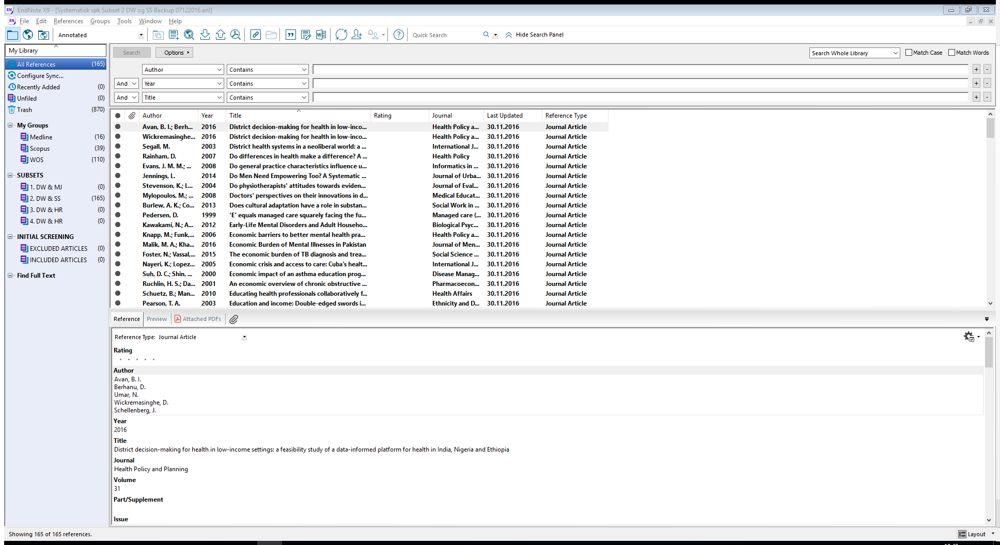 EndNote X9 - [Systematisk søk Subset 2 DW og SS Backup 07122016.enl]
File Edit References Groups Tools Window Help
Annotated Quick Search Hide Search Panel
My Library
All References (165)
Configure Sync...
Recently Added (0)
Unfiled (0)
Trash (870)
My Groups
Medline (16)
Scopus (39)
WOS (110)
SUBSETS
1. DW & MJ (0)
2. DW & SS (165)
3. DW & HR (0)
4. DW & HR (0)
INITIAL SCREENING
EXCLUDED ARTICLES (0)
INCLUDED ARTICLES (0)
Find Full Text
Search Options Search Whole Library Match Case Match Words
Author Contains + -
And Year Contains + -
And Title Contains + -
Author Year Title Rating Journal Last Updated Reference Type
Avan, B. I.; Berh... 2016 District decision-making for health in low-inco... Health Policy a... 30.11.2016 Journal Article
Wickremasinghe... 2016 District decision-making for health in low-inco... Health Policy a... 30.11.2016 Journal Article
Segall, M. 2003 District health systems in a neoliberal world: a ... International J... 30.11.2016 Journal Article
Rainham, D. 2007 Do differences in health make a difference? A ... Health Policy 30.11.2016 Journal Article
Evans, J. M. M.; ... 2008 Do general practice characteristics influence u... Informatics in ... 30.11.2016 Journal Article
Jennings, L. 2014 Do Men Need Empowering Too? A Systematic ... Journal of Urba... 30.11.2016 Journal Article
Stevenson, K.; L... 2004 Do physiotherapists' attitudes towards eviden... Journal of Eval... 30.11.2016 Journal Article
Mylopoulos, M.; ... 2008 Doctors' perspectives on their innovations in d... Medical Educat... 30.11.2016 Journal Article
Burlew, A. K.; Co... 2013 Does cultural adaptation have a role in substan... Social Work in ... 30.11.2016 Journal Article
Pedersen, D. 1999 'E' equals managed care squarely facing the fu... Managed care (... 30.11.2016 Journal Article
Kawakami, N.; A... 2012 Early-Life Mental Disorders and Adult Househo... Biological Psyc... 30.11.2016 Journal Article
Knapp, M.; Funk,... 2006 Economic barriers to better mental health pra... Health Policy a... 30.11.2016 Journal Article
Malik, M. A.; Kha... 2016 Economic Burden of Mental Illnesses in Pakistan Journal of Men... 30.11.2016 Journal Article
Foster, N.; Vassal,... 2015 The economic burden of TB diagnosis and trea... Social Science ... 30.11.2016 Journal Article
Nayeri, K.; Lopez... 2005 Economic crisis and access to care: Cuba's healt... International J... 30.11.2016 Journal Article
Suh, D. C.; Shin, ... 2000 Economic impact of an asthma education prog... Disease Manag... 30.11.2016 Journal Article
Ruchlin, H. S.; Da... 2001 An economic overview of chronic obstructive ... Pharmacoecon... 30.11.2016 Journal Article
Schuetz, B.; Man... 2010 Educating health professionals collaboratively f... Health Affairs 30.11.2016 Journal Article
Pearson, T. A. 2003 Education and income: Double-edged swords i... Ethnicity and D... 30.11.2016 Journal Article
Reference Preview Attached PDFs
Reference Type: Journal Article
Rating
Author
Avan, B. I.
Berhanu, D.
Umar, N.
Wickremasinghe, D.
Schellenberg, J.
Year
2016
Title
District decision-making for health in low-income settings: a feasibility study of a data-informed platform for health in India, Nigeria and Ethiopia
Journal
Health Policy and Planning
Volume
31
Part/Supplement
Issue
Showing 165 of 165 references. Layout